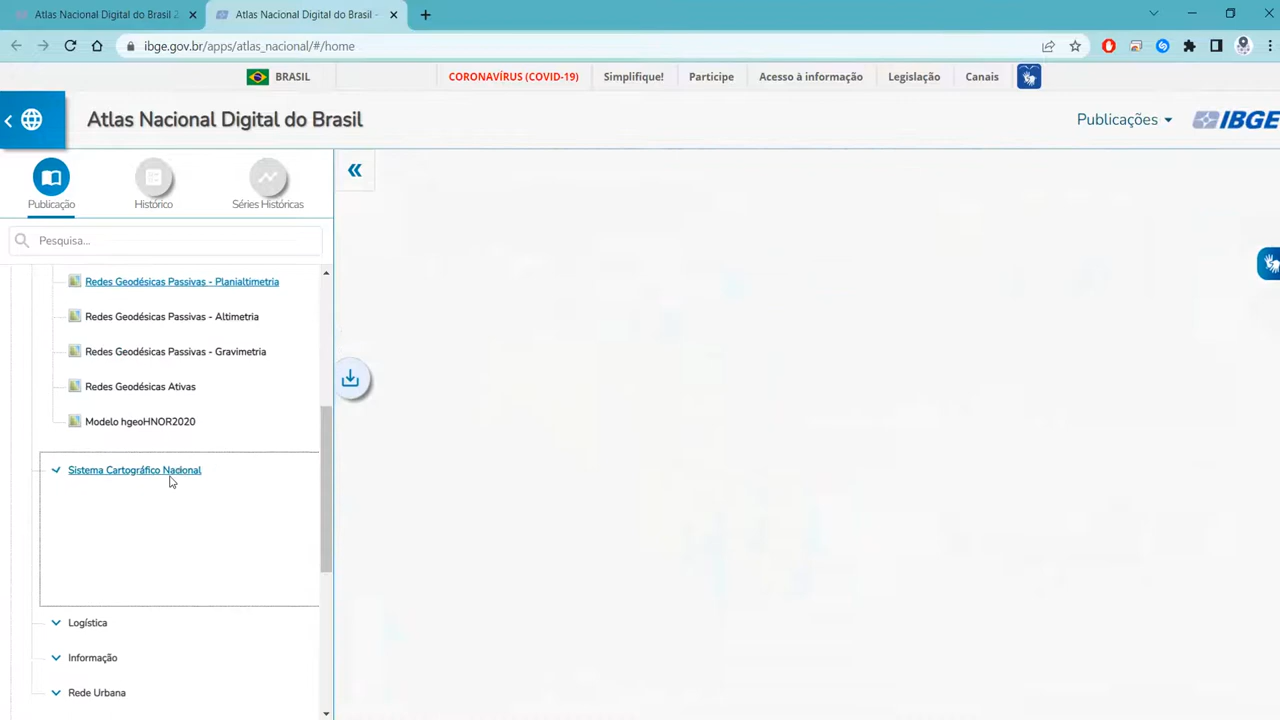 Atlas Nacional Digital do Brasil 2
Atlas Nacional Digital do Brasil -
ibge.gov.br/apps/atlas_nacional/#/home
BRASIL
CORONAVÍRUS (COVID-19)
Simplifique!
Participe
Acesso à informação
Legislação
Canais
Atlas Nacional Digital do Brasil
Publicações
IBGE
Publicação
Histórico
Séries Históricas
Pesquisa...
Redes Geodésicas Passivas - Planialtimetria
Redes Geodésicas Passivas - Altimetria
Redes Geodésicas Passivas - Gravimetria
Redes Geodésicas Ativas
Modelo hgeoHNOR2020
Sistema Cartográfico Nacional
Logística
Informação
Rede Urbana